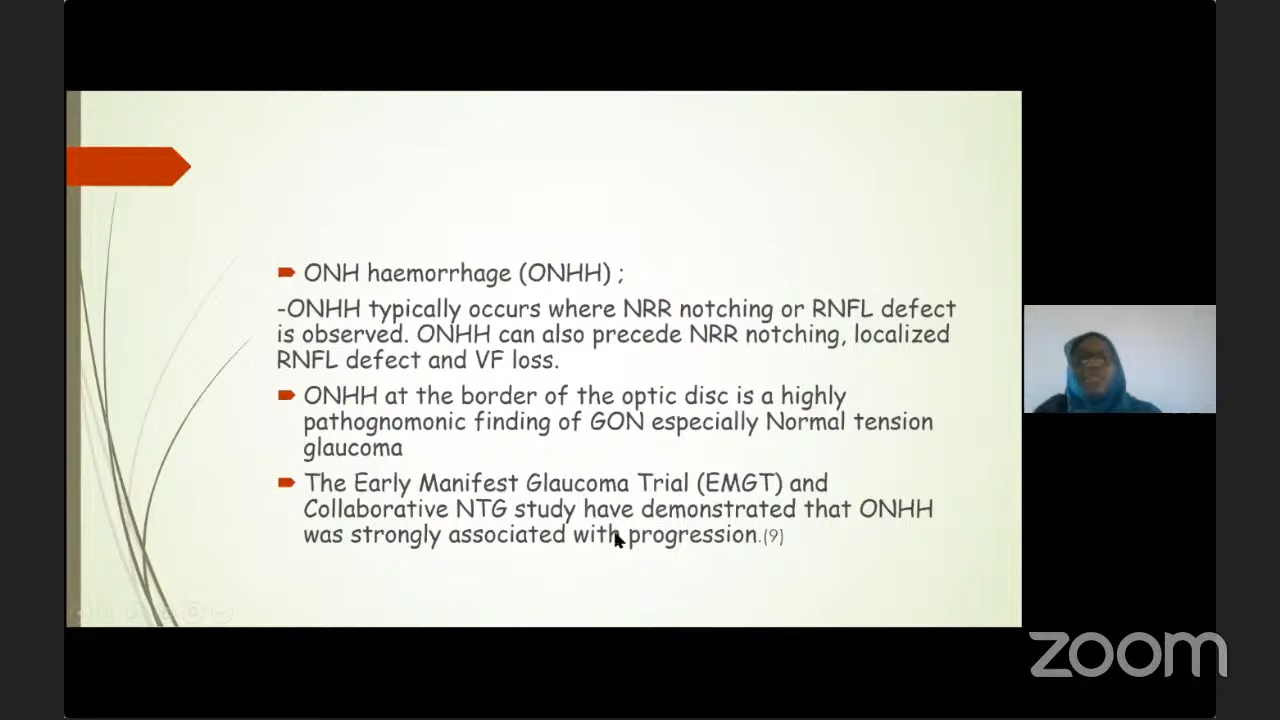 ONH haemorrhage (ONHH) ;
-ONHH typically occurs where NRR notching or RNFL defect
is observed. ONHH can also precede NRR notching, localized
RNFL defect and VF loss.
ONHH at the border of the optic disc is a highly
pathognomonic finding of GON especially Normal tension
glaucoma
The Early Manifest Glaucoma Trial (EMGT) and
Collaborative NTG study have demonstrated that ONHH
was strongly associated with progression.(9)
zoom